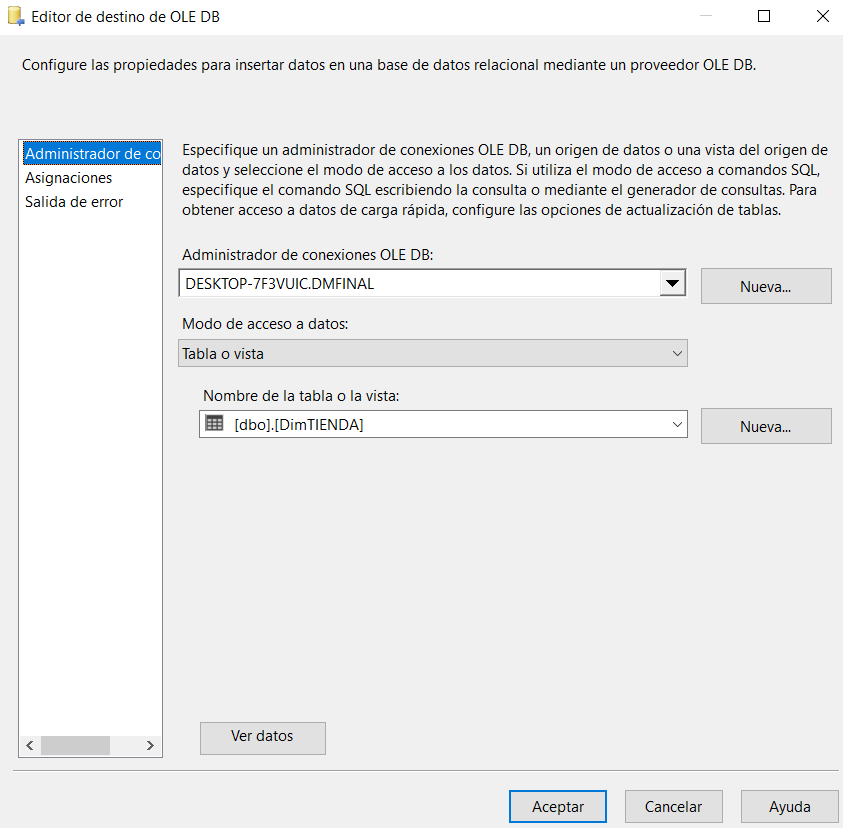 Editor de destino de OLE DB
Configure las propiedades para insertar datos en una base de datos relacional mediante un proveedor OLE DB.
Administrador de co
Asignaciones
Salida de error
Especifique un administrador de conexiones OLE DB, un origen de datos o una vista del origen de
datos y seleccione el modo de acceso a los datos. Si utiliza el modo de acceso a comandos SQL,
especifique el comando SQL escribiendo la consulta o mediante el generador de consultas. Para
obtener acceso a datos de carga rápida, configure las opciones de actualización de tablas.
Administrador de conexiones OLE DB:
DESKTOP-7F3VUIC.DMFINAL
Nueva...
Modo de acceso a datos:
Tabla o vista
Nombre de la tabla o la vista:
[dbo].[DimTIENDA]
Nueva...
Ver datos
Aceptar
Cancelar
Ayuda